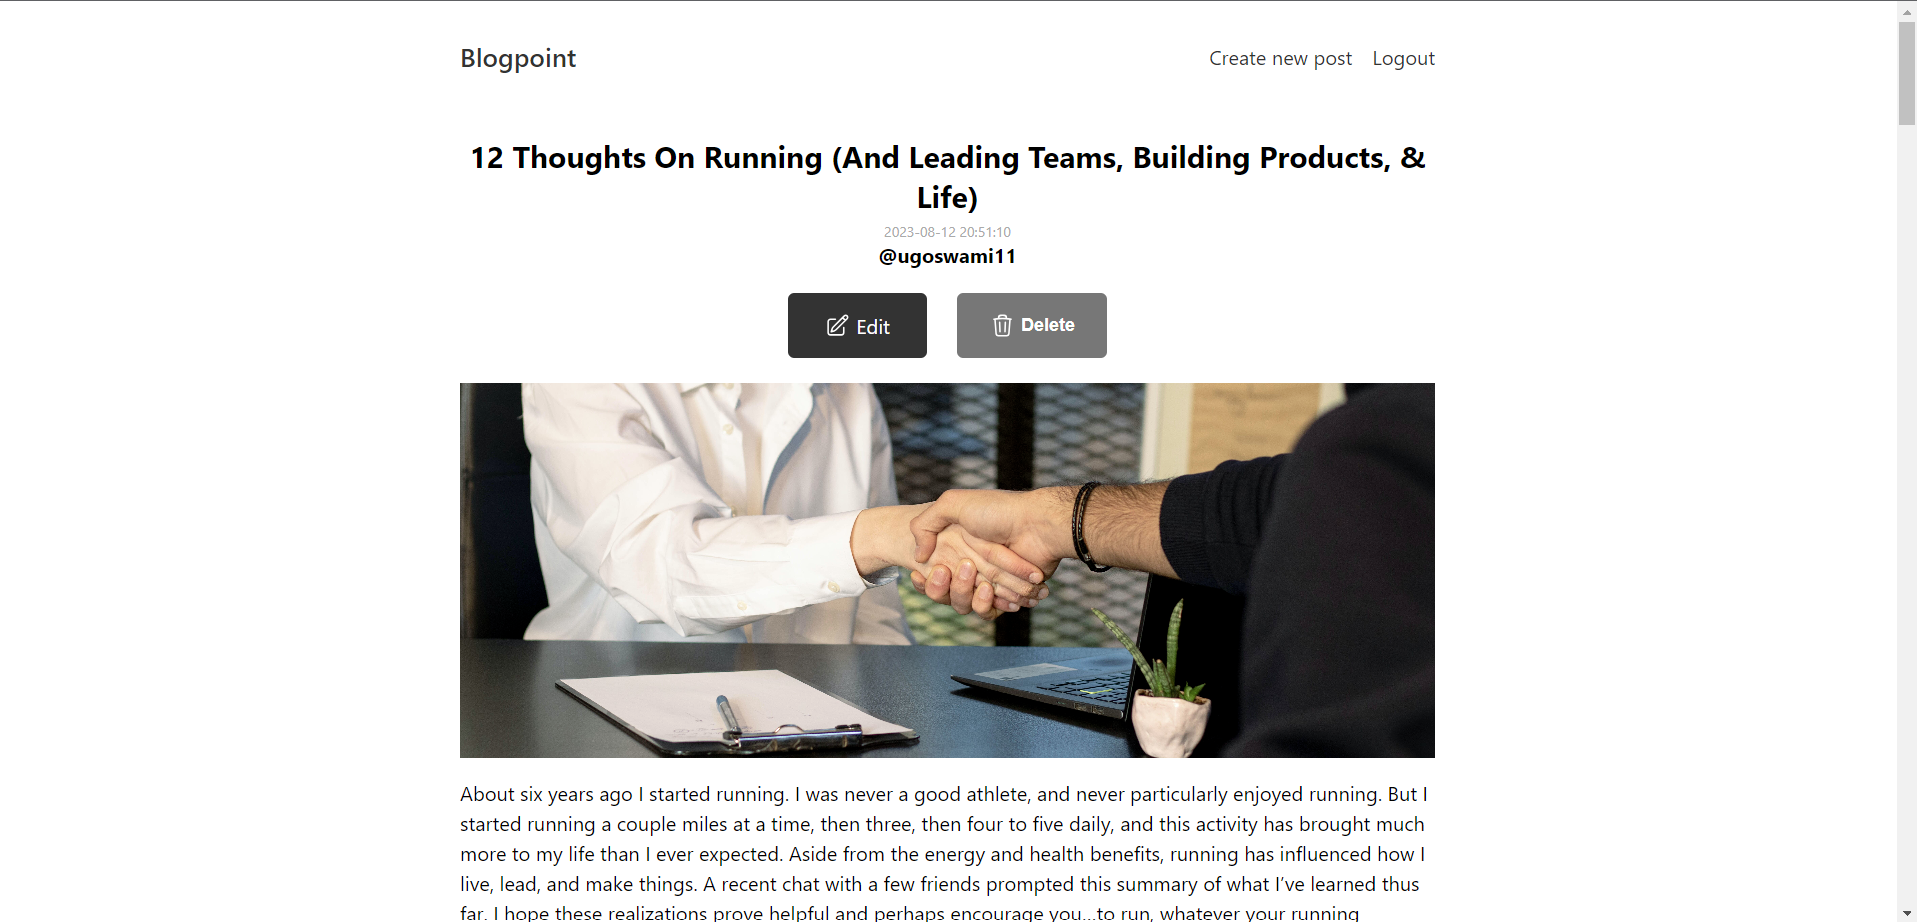 Blogpoint
Create new post Logout
12 Thoughts On Running (And Leading Teams, Building Products, &
Life)
2023-08-12 20:51:10
@ugoswami11
Edit
Delete
About six years ago I started running. I was never a good athlete, and never particularly enjoyed running. But I
started running a couple miles at a time, then three, then four to five daily, and this activity has brought much
more to my life than I ever expected. Aside from the energy and health benefits, running has influenced how I
live, lead, and make things. A recent chat with a few friends prompted this summary of what I’ve learned thus
far. I hope these realizations prove helpful and perhaps encourage you...to run, whatever your running